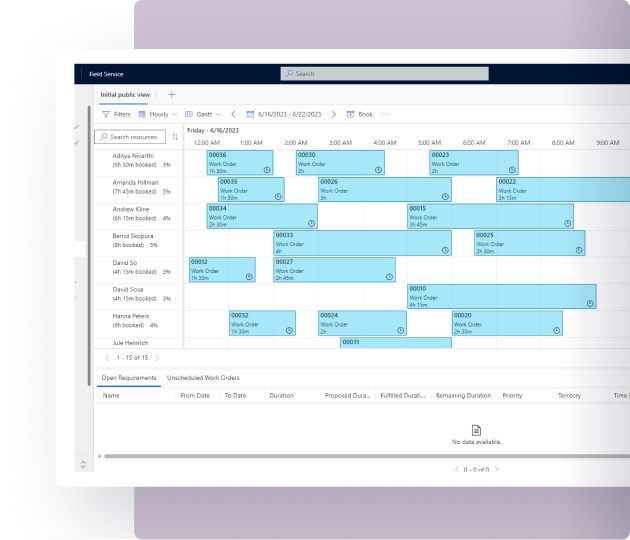 Field Service
Search
Initial public view
Filters Hourly Gantt 6/16/2023 - 6/22/2023 Book
Search resources
Friday - 6/16/2023
12:00 AM 1:00 AM 2:00 AM 3:00 AM 4:00 AM 5:00 AM 6:00 AM 7:00 AM 8:00 AM 9:00 AM
Aditya Nivarthi
(5h 30m booked) 3%
00036
Work Order
1h 30m
00030
Work Order
2h
00023
Work Order
2h
Amanda Hillman
(7h 45m booked) 5%
00035
Work Order
1h 30m
00026
Work Order
3h
00022
Work Order
3h 15m
Andrew Kline
(6h 15m booked) 4%
00034
Work Order
2h 30m
00015
Work Order
2h 45m
Bernd Skopura
(8h booked) 5%
00033
Work Order
4h
00025
Work Order
2h 30m
David So
(4h 15m booked) 3%
00012
Work Order
1h 30m
00027
Work Order
2h 45m
David Sosa
(4h 15m booked) 3%
00010
Work Order
4h 15m
Hanna Peters
(6h booked) 4%
00032
Work Order
1h 30m
00024
Work Order
2h
00020
Work Order
2h 30m
Jule Heinrich
00031
1 - 15 of 15
Open Requirements Unscheduled Work Orders
Name From Date To Date Duration Proposed Dura... Fulfilled Durati... Remaining Duration Priority Territory Time
No data available.
0 - 0 of 0